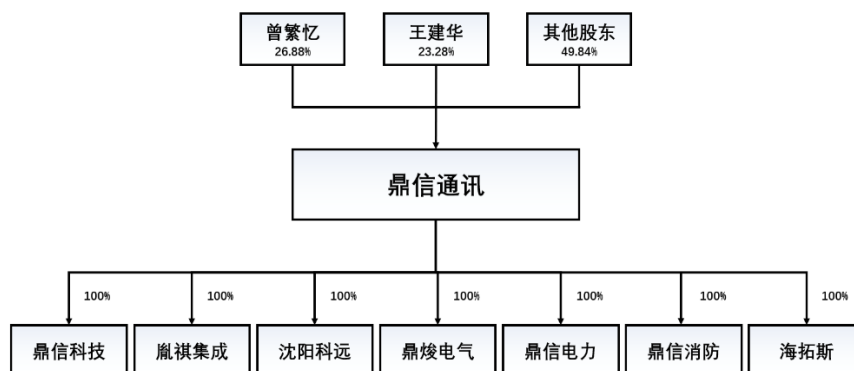 曾繁忆
26.88%
王建华
23.28%
其他股东
49.84%
鼎信通讯
100%
100%
100%
100%
100%
100%
100%
鼎信科技
胤祺集成
沈阳科远
鼎焌电气
鼎信电力
鼎信消防
海拓斯